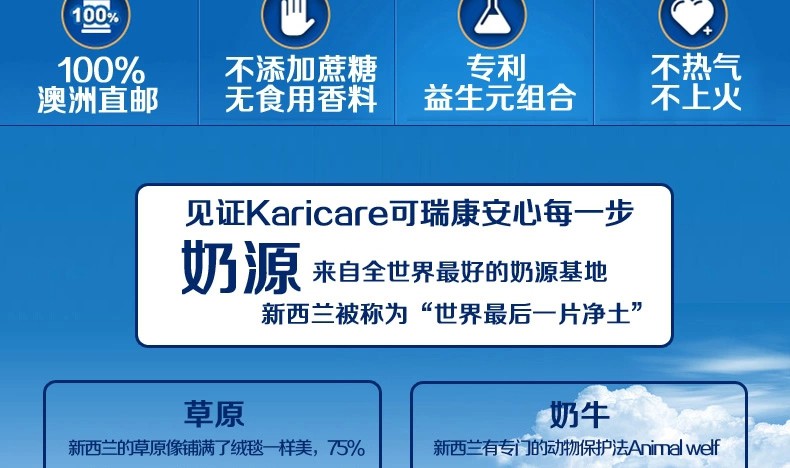 100%
100%
澳洲直邮
不添加蔗糖
无食用香料
专利
益生元组合
不热气
不上火
见证Karicare可瑞康安心每一步
奶源 来自全世界最好的奶源基地
新西兰被称为“世界最后一片净土”
草原
新西兰的草原像铺满了绒毯一样美，75%
奶牛
新西兰有专门的动物保护法Animal welf